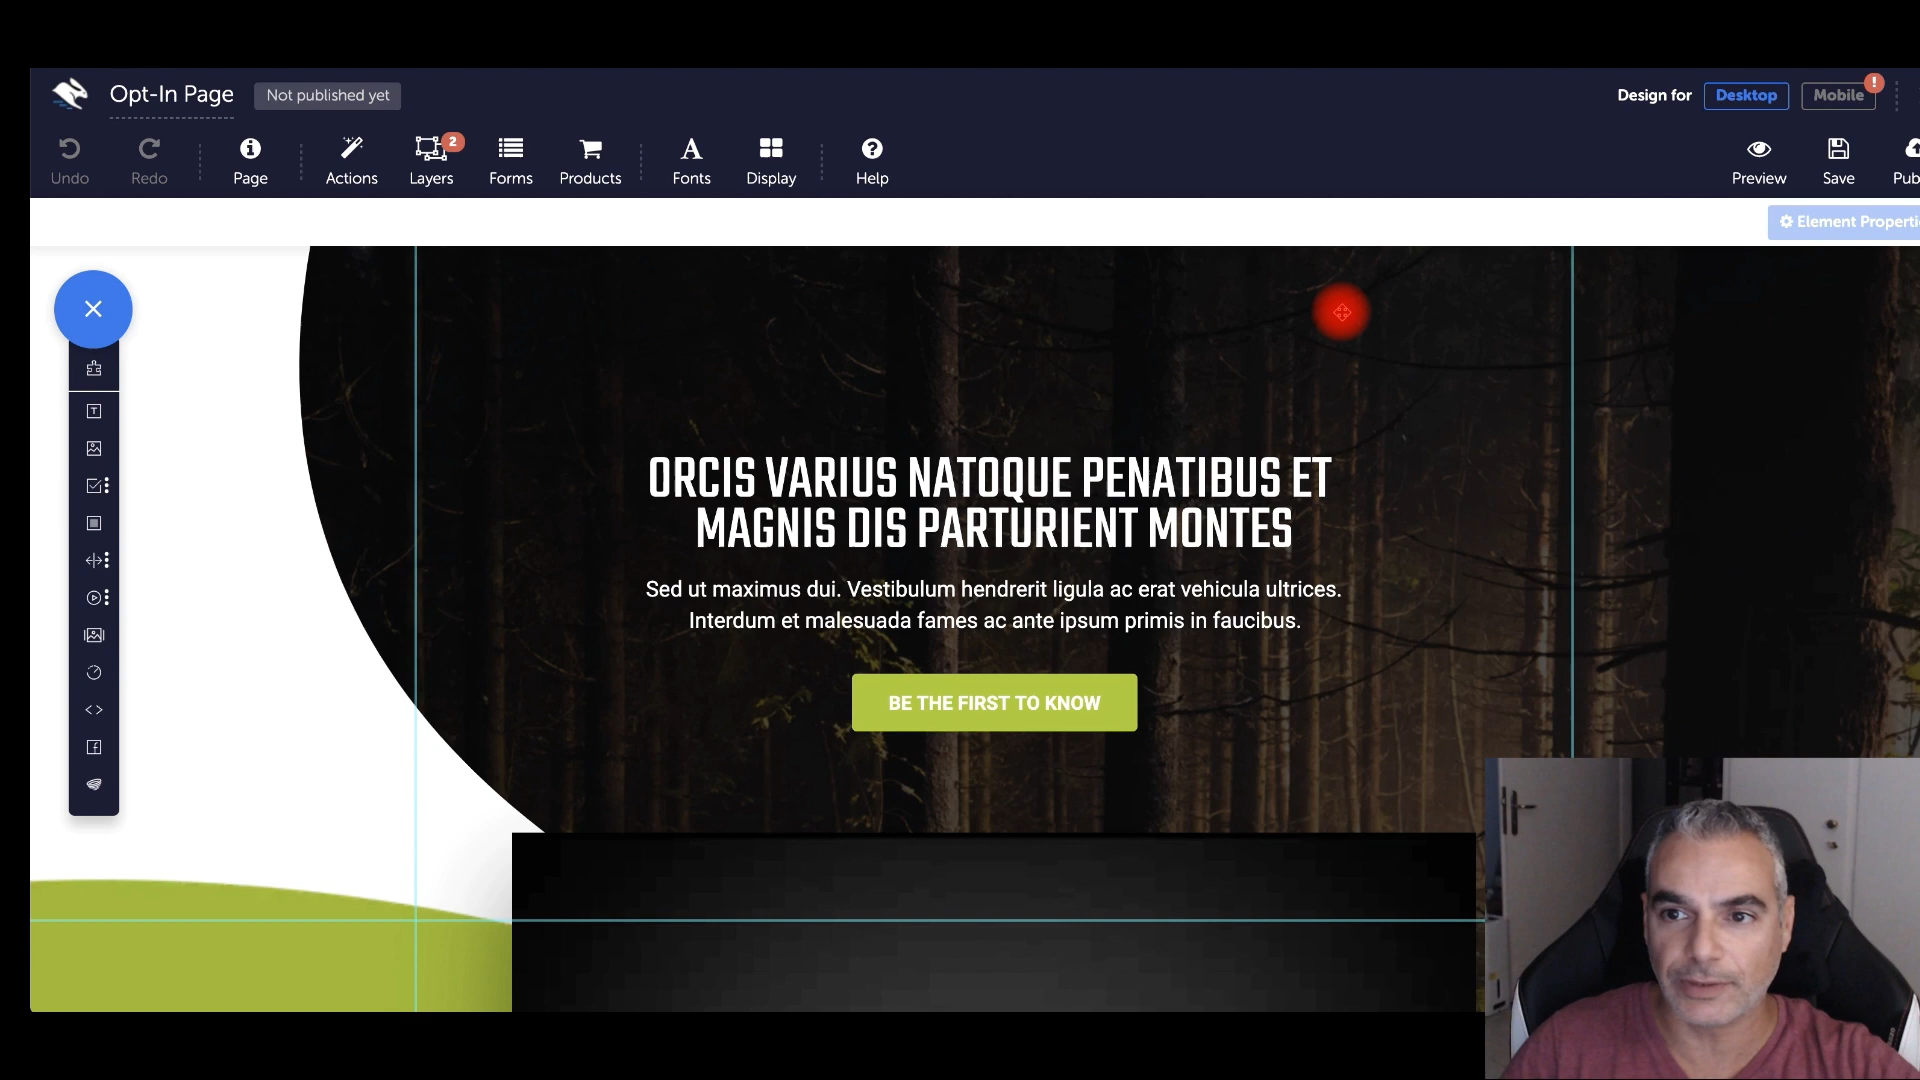 Opt-In Page
Not published yet
Design for
Desktop
Mobile
!
Undo
Redo
Page
Actions
Layers
2
Forms
Products
Fonts
Display
Help
Preview
Save
Pub
Element Properti
ORCIS VARIUS NATOQUE PENATIBUS ET
MAGNIS DIS PARTURIENT MONTES
Sed ut maximus dui. Vestibulum hendrerit ligula ac erat vehicula ultrices.
Interdum et malesuada fames ac ante ipsum primis in faucibus.
BE THE FIRST TO KNOW